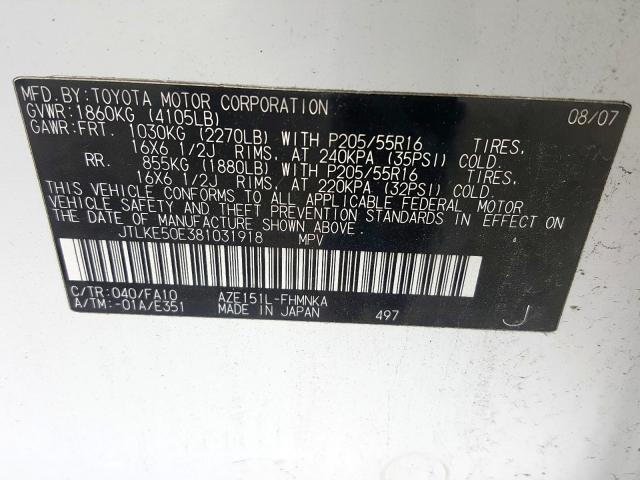 MFD.BY:TOYOTA MOTOR CORPORATION 08/07
GVWR:1860KG (4105LB)
GAWR:FRT. 1030KG (2270LB) WITH P205/55R16 TIRES,
16X6 1/2J RIMS, AT 240KPA (35PSI) COLD.
RR. 855KG (1880LB) WITH P205/55R16 TIRES,
16X6 1/2J RIMS, AT 220KPA (32PSI) COLD.
THIS VEHICLE CONFORMS TO ALL APPLICABLE FEDERAL MOTOR
VEHICLE SAFETY AND THEFT PREVENTION STANDARDS IN EFFECT
ON THE DATE OF MANUFACTURE SHOWN ABOVE.
JTLKE50E381031918 MPV
C/TR:040/FA10 AZE151L-FHMNKA
A/TM:-01A/E351 MADE IN JAPAN 497 J